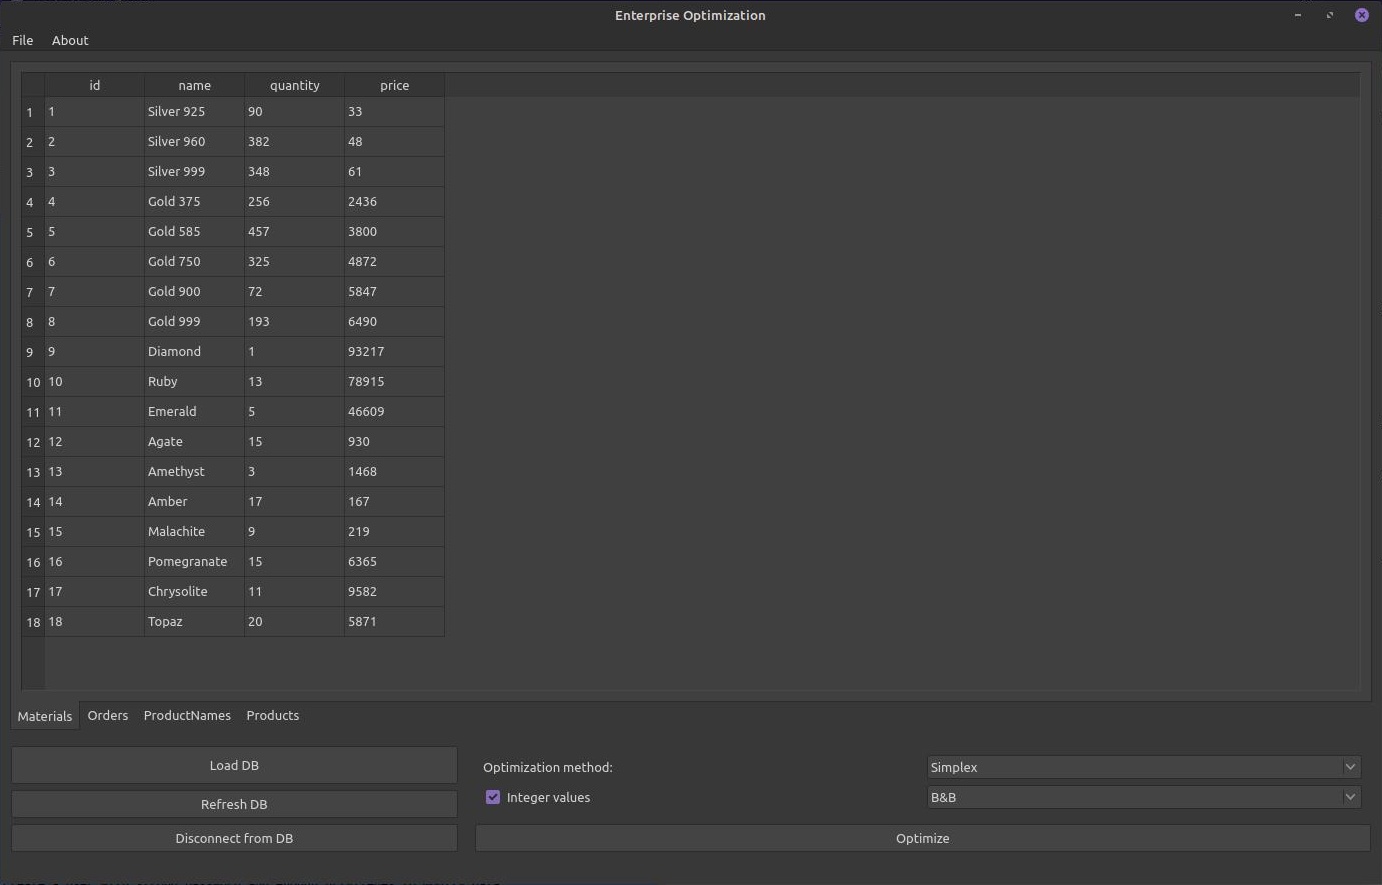 Enterprise Optimization
File About
id name quantity price
1 1 Silver 925 90 33
2 2 Silver 960 382 48
3 3 Silver 999 348 61
4 4 Gold 375 256 2436
5 5 Gold 585 457 3800
6 6 Gold 750 325 4872
7 7 Gold 900 72 5847
8 8 Gold 999 193 6490
9 9 Diamond 1 93217
10 10 Ruby 13 78915
11 11 Emerald 5 46609
12 12 Agate 15 930
13 13 Amethyst 3 1468
14 14 Amber 17 167
15 15 Malachite 9 219
16 16 Pomegranate 15 6365
17 17 Chrysolite 11 9582
18 18 Topaz 20 5871
Materials Orders ProductNames Products
Load DB
Optimization method: Simplex
Refresh DB
Integer values B&B
Disconnect from DB
Optimize